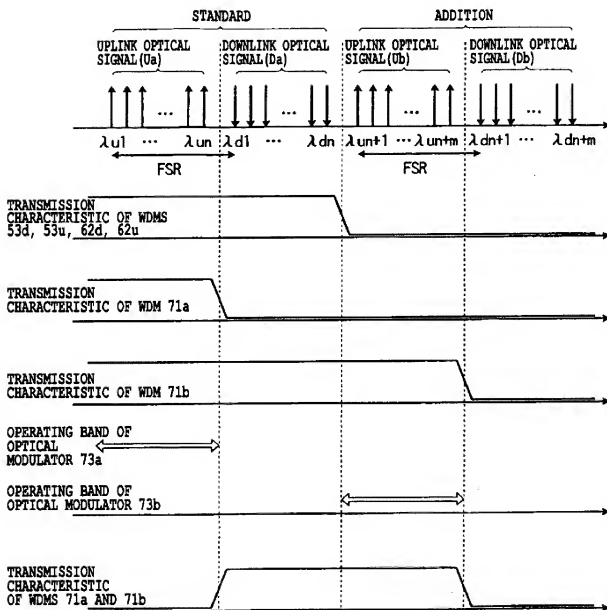 STANDARD ADDITION
UPLINK OPTICAL SIGNAL(Ua)
DOWNLINK OPTICAL SIGNAL(Da)
UPLINK OPTICAL SIGNAL(Ub)
DOWNLINK OPTICAL SIGNAL(Db)
... ... ... ...
λu1 ... λun λd1 ... λdn λun+1 ... λun+m λdn+1 ... λdn+m
FSR FSR
TRANSMISSION
CHARACTERISTIC OF WDMS
53d, 53u, 62d, 62u
TRANSMISSION
CHARACTERISTIC OF WDM 71a
TRANSMISSION
CHARACTERISTIC OF WDM 71b
OPERATING BAND OF
OPTICAL
MODULATOR 73a
OPERATING BAND OF
OPTICAL MODULATOR 73b
TRANSMISSION
CHARACTERISTIC
OF WDMS 71a AND 71b